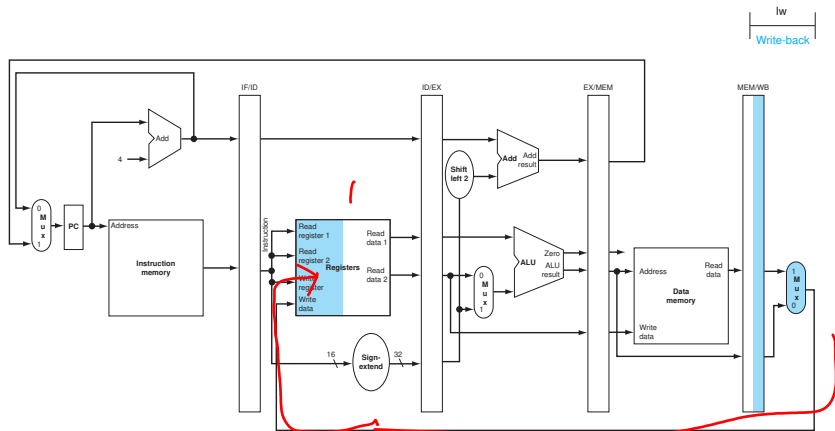 lw
Write-back
IF/ID
ID/EX
EX/MEM
MEM/WB
Add
4
Add
Add
result
Shift
left 2
0
M
u
x
1
PC
Address
Instruction
memory
Instruction
Read
register 1
Read
register 2
Registers
Write
register
Write
data
Read
data 1
Read
data 2
0
M
u
x
1
ALU
Zero
ALU
result
Address
Read
data
Data
memory
Write
data
1
M
u
x
0
16
Sign-
extend
32